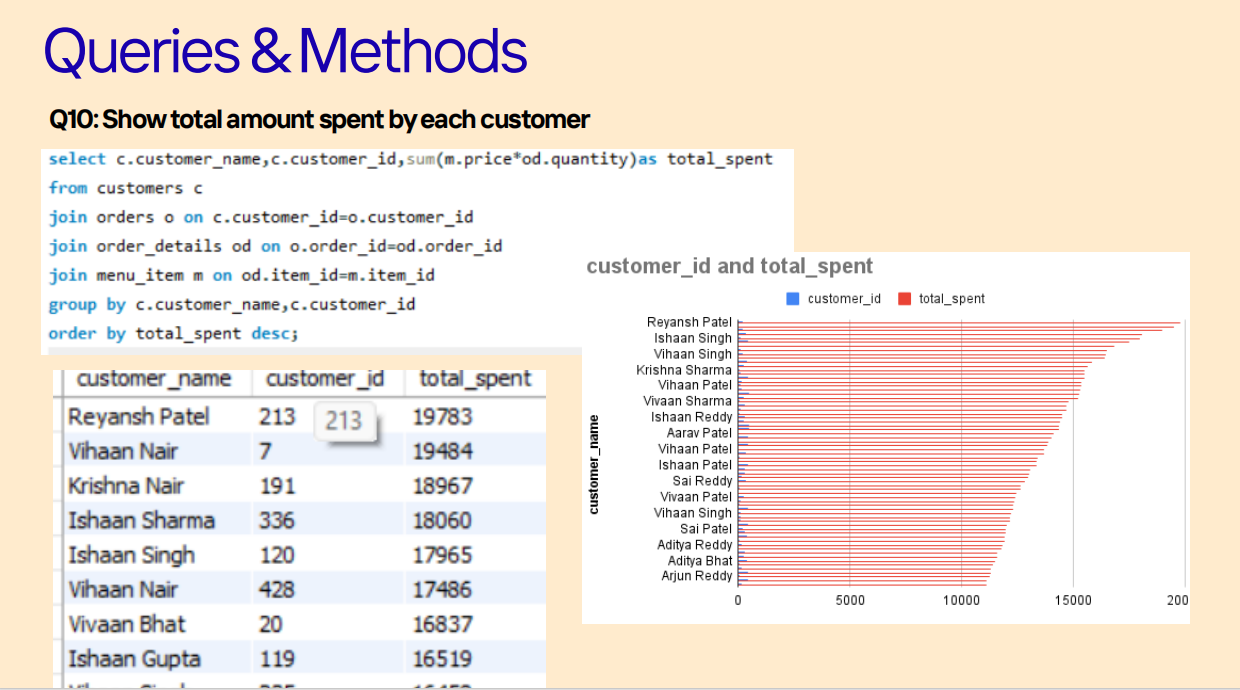 Queries & Methods
Q10: Show total amount spent by each customer
select c.customer_name,c.customer_id,sum(m.price*od.quantity)as total_spent
from customers c
join orders o on c.customer_id=o.customer_id
join order_details od on o.order_id=od.order_id
join menu_item m on od.item_id=m.item_id
group by c.customer_name,c.customer_id
order by total_spent desc;
customer_name customer_id total_spent
Reyansh Patel 213 213 19783
Vihaan Nair 7 19484
Krishna Nair 191 18967
Ishaan Sharma 336 18060
Ishaan Singh 120 17965
Vihaan Nair 428 17486
Vivaan Bhat 20 16837
Ishaan Gupta 119 16519
customer_id and total_spent
customer_id total_spent
customer_name
Reyansh Patel
Ishaan Singh
Vihaan Singh
Krishna Sharma
Vihaan Patel
Vivaan Sharma
Ishaan Reddy
Aarav Patel
Vihaan Patel
Ishaan Patel
Sai Reddy
Vivaan Patel
Vihaan Singh
Sai Patel
Aditya Reddy
Aditya Bhat
Arjun Reddy
0 5000 10000 15000 200